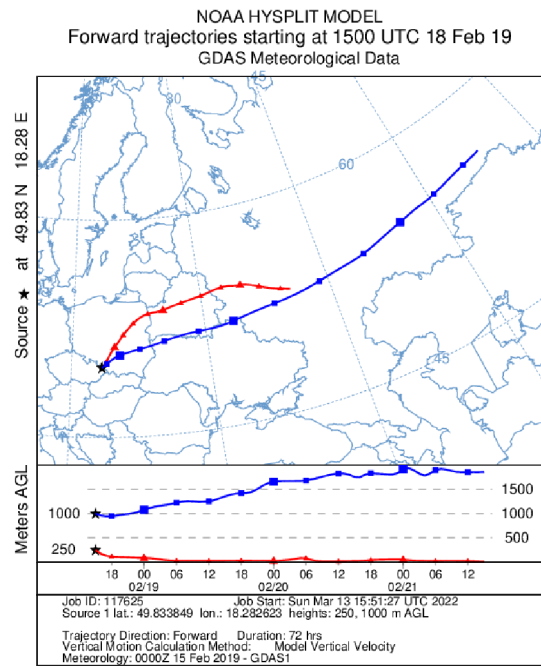 NOAA HYSPLIT MODEL
Forward trajectories starting at 1500 UTC 18 Feb 19
GDAS Meteorological Data
Source ★ at 49.83 N 18.28 E
45
30
60
45
Meters AGL
1500
1000
1000
500
250
18 00 06 12 18 00 06 12 18 00 06 12
02/19 02/20 02/21
Job ID: 117625 Job Start: Sun Mar 13 15:51:27 UTC 2022
Source 1 lat.: 49.833849 lon.: 18.282623 heights: 250, 1000 m AGL
Trajectory Direction: Forward Duration: 72 hrs
Vertical Motion Calculation Method: Model Vertical Velocity
Meteorology: 0000Z 15 Feb 2019 - GDAS1